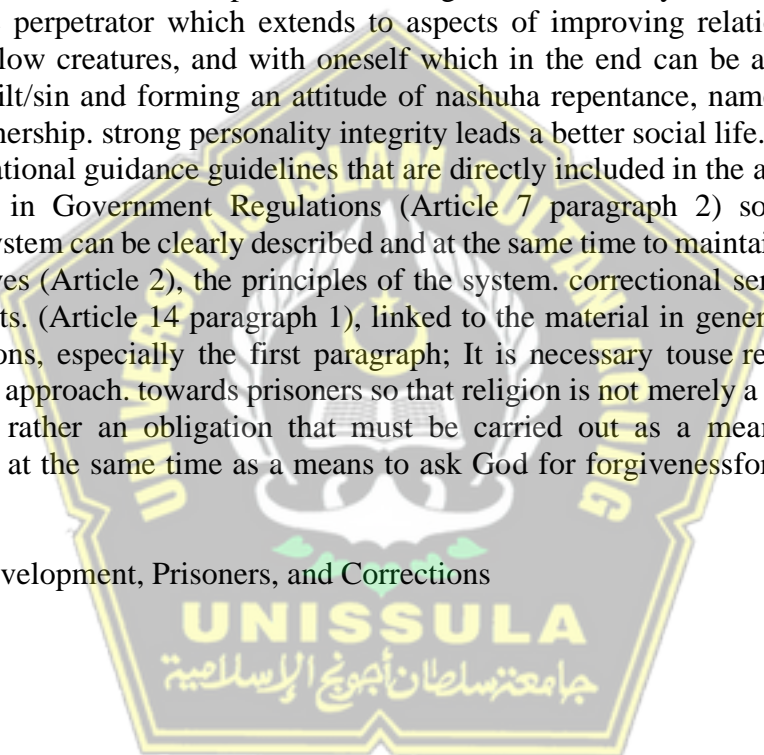 perpetrator which extends to aspects of improving relatio
low creatures, and with oneself which in the end can be a
ilt/sin and forming an attitude of nashuha repentance, nam
nership. strong personality integrity leads a better social life.
ational guidance guidelines that are directly included in the a
in Government Regulations (Article 7 paragraph 2) so
ystem can be clearly described and at the same time to maintai
ves (Article 2), the principles of the system. correctional ser
ts. (Article 14 paragraph 1), linked to the material in gener
ons, especially the first paragraph; It is necessary touse re
approach. towards prisoners so that religion is not merely a
rather an obligation that must be carried out as a mean
at the same time as a means to ask God for forgivenessfor
velopment, Prisoners, and Corrections
UNIVERSITAS ISLAM SULTAN AGUNG
UNISSULA
جامعة سلطان أجونج الإسلامية